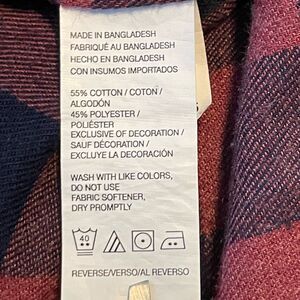 MADE IN BANGLADESH
FABRIQUÉ AU BANGLADESH
HECHO EN BANGLADESH
CON INSUMOS IMPORTADOS
55% COTTON / COTON /
ALGODÓN
45% POLYESTER /
POLIÉSTER
EXCLUSIVE OF DECORATION /
SAUF DÉCORATION /
EXCLUYE LA DECORACIÓN
WASH WITH LIKE COLORS,
DO NOT USE
FABRIC SOFTENER,
DRY PROMPTLY
40
REVERSE/VERSO/AL REVERSO